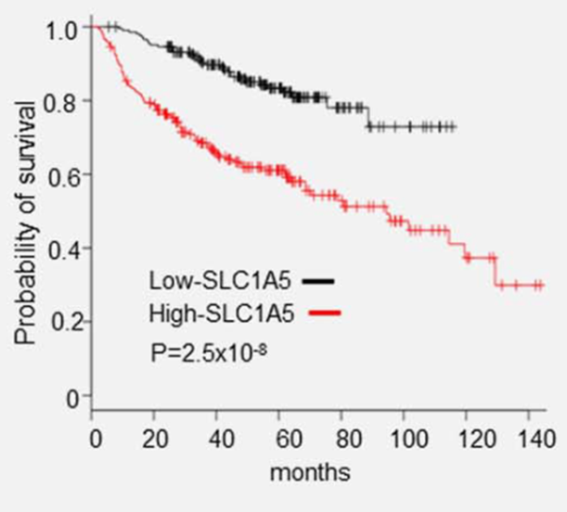 Probability of survival
1.0
0.8
0.6
0.4
0.2
0
Low-SLC1A5
High-SLC1A5
P=2.5x10⁻⁸
0 20 40 60 80 100 120 140
months